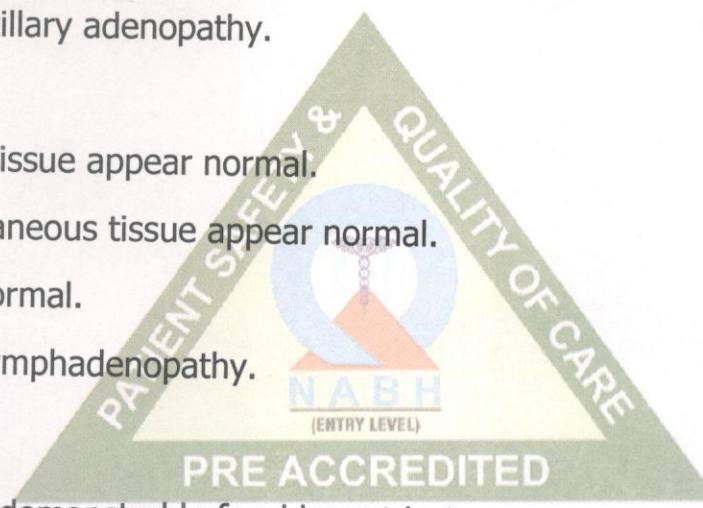 illary adenopathy.
issue appear normal.
aneous tissue appear normal.
ormal.
ymphadenopathy.
PATIENT SAFETY &
QUALITY OF CARE
NABH
(ENTRY LEVEL)
PRE ACCREDITED